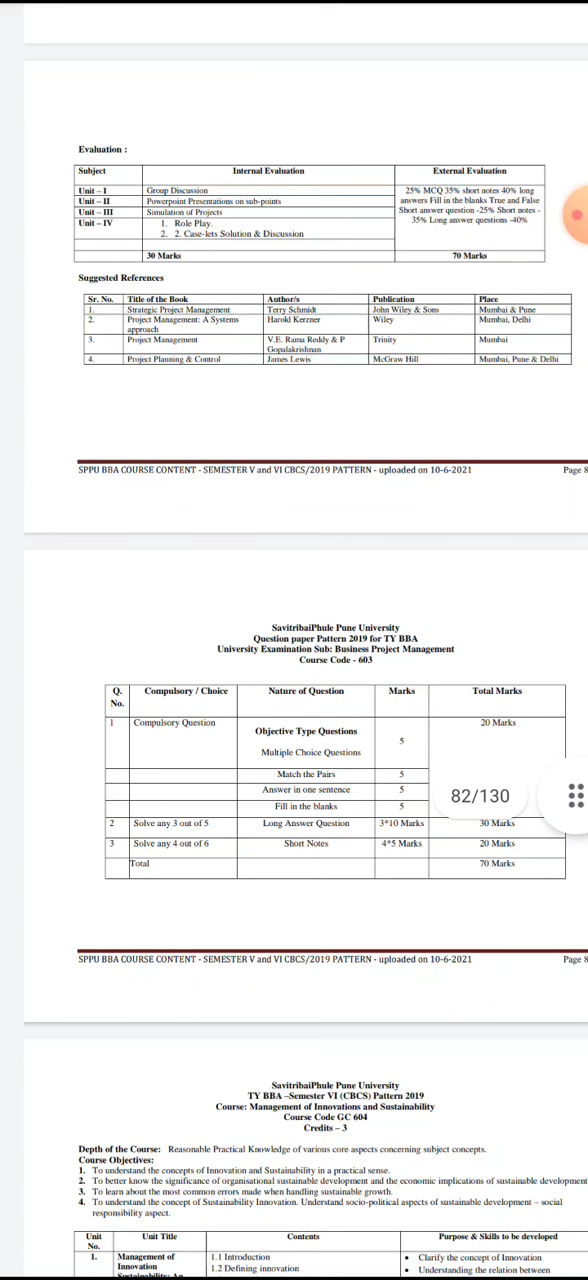 Evaluation :
Subject Internal Evaluation External Evaluation
Unit – I Group Discussion 25% MCQ 35% short notes 40% long
Unit – II Powerpoint Presentations on sub-points answers Fill in the blanks True and False
Unit – III Simulation of Projects Short answer question -25% Short notes -
Unit – IV 1. Role Play. 35% Long answer questions -40%
2. 2. Case-lets Solution & Discussion
30 Marks 70 Marks
Suggested References
Sr. No. Title of the Book Author/s Publication Place
1. Strategic Project Management Terry Schmidt John Wiley & Sons Mumbai & Pune
2. Project Management: A Systems Harold Kerzner Wiley Mumbai, Delhi
approach
3. Project Management V.E. Rama Reddy & P Trinity Mumbai
Gopalakrishnan
4. Project Planning & Control James Lewis McGraw Hill Mumbai, Pune & Delhi
SPPU BBA COURSE CONTENT - SEMESTER V and VI CBCS/2019 PATTERN - uploaded on 10-6-2021 Page 8
SavitribaiPhule Pune University
Question paper Pattern 2019 for TY BBA
University Examination Sub: Business Project Management
Course Code - 603
Q. Compulsory / Choice Nature of Question Marks Total Marks
No.
1 Compulsory Question 20 Marks
Objective Type Questions
5
Multiple Choice Questions
Match the Pairs 5
Answer in one sentence 5
82/130
Fill in the blanks 5
2 Solve any 3 out of 5 Long Answer Question 3*10 Marks 30 Marks
3 Solve any 4 out of 6 Short Notes 4*5 Marks 20 Marks
Total 70 Marks
SPPU BBA COURSE CONTENT - SEMESTER V and VI CBCS/2019 PATTERN - uploaded on 10-6-2021 Page 8
SavitribaiPhule Pune University
TY BBA –Semester VI (CBCS) Pattern 2019
Course: Management of Innovations and Sustainability
Course Code GC 604
Credits – 3
Depth of the Course: Reasonable Practical Knowledge of various core aspects concerning subject concepts.
Course Objectives:
1. To understand the concepts of Innovation and Sustainability in a practical sense.
2. To better know the significance of organisational sustainable development and the economic implications of sustainable development
3. To learn about the most common errors made when handling sustainable growth.
4. To understand the concept of Sustainability Innovation. Understand socio-political aspects of sustainable development – social
responsibility aspect.
Unit Unit Title Contents Purpose & Skills to be developed
No.
1. Management of 1.1 Introduction • Clarify the concept of Innovation
Innovation 1.2 Defining innovation • Understanding the relation between
Sustainability: An